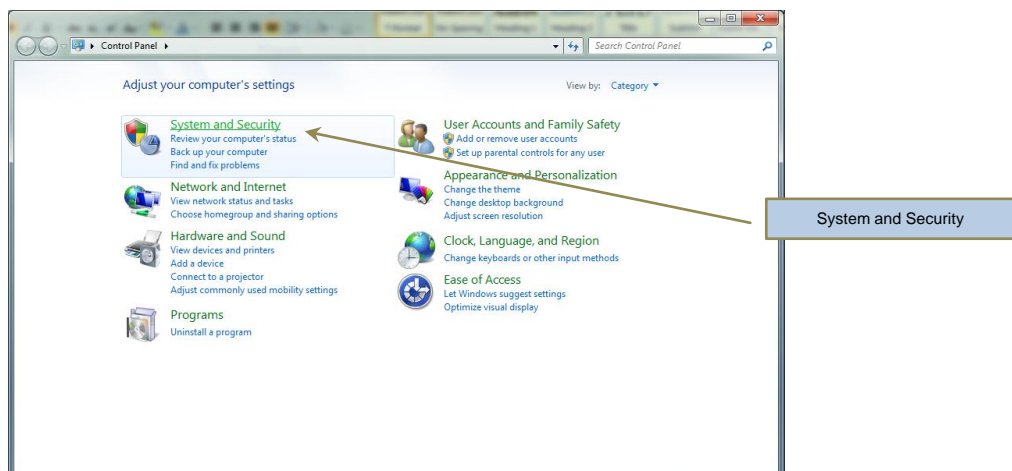 Control Panel
Search Control Panel
Adjust your computer's settings
View by: Category
System and Security
Review your computer's status
Back up your computer
Find and fix problems
Network and Internet
View network status and tasks
Choose homegroup and sharing options
Hardware and Sound
View devices and printers
Add a device
Connect to a projector
Adjust commonly used mobility settings
Programs
Uninstall a program
User Accounts and Family Safety
Add or remove user accounts
Set up parental controls for any user
Appearance and Personalization
Change the theme
Change desktop background
Adjust screen resolution
Clock, Language, and Region
Change keyboards or other input methods
Ease of Access
Let Windows suggest settings
Optimize visual display
System and Security